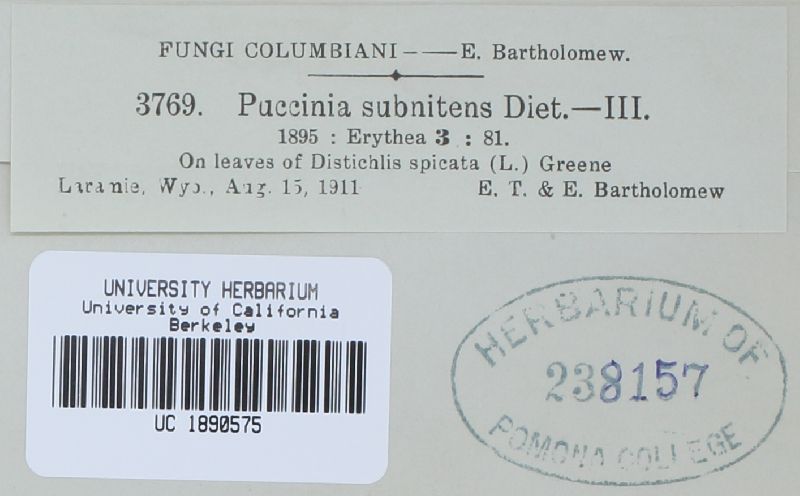 FUNGI COLUMBIANI——E. Bartholomew.
3769. Puccinia subnitens Diet.—III.
1895 : Erythea 3 : 81.
On leaves of Distichlis spicata (L.) Greene
Laramie, Wyo., Aug. 15, 1911 E. T. & E. Bartholomew
UNIVERSITY HERBARIUM
University of California
Berkeley
UC 1890575
HERBARIUM OF
238157
POMONA COLLEGE